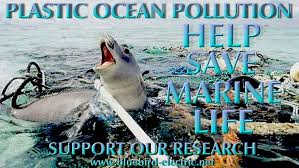 PLASTIC OCEAN POLLUTION
HELP
SAVE
MARINE
LIFE
SUPPORT OUR RESEARCH
www.bluebird-electric.net